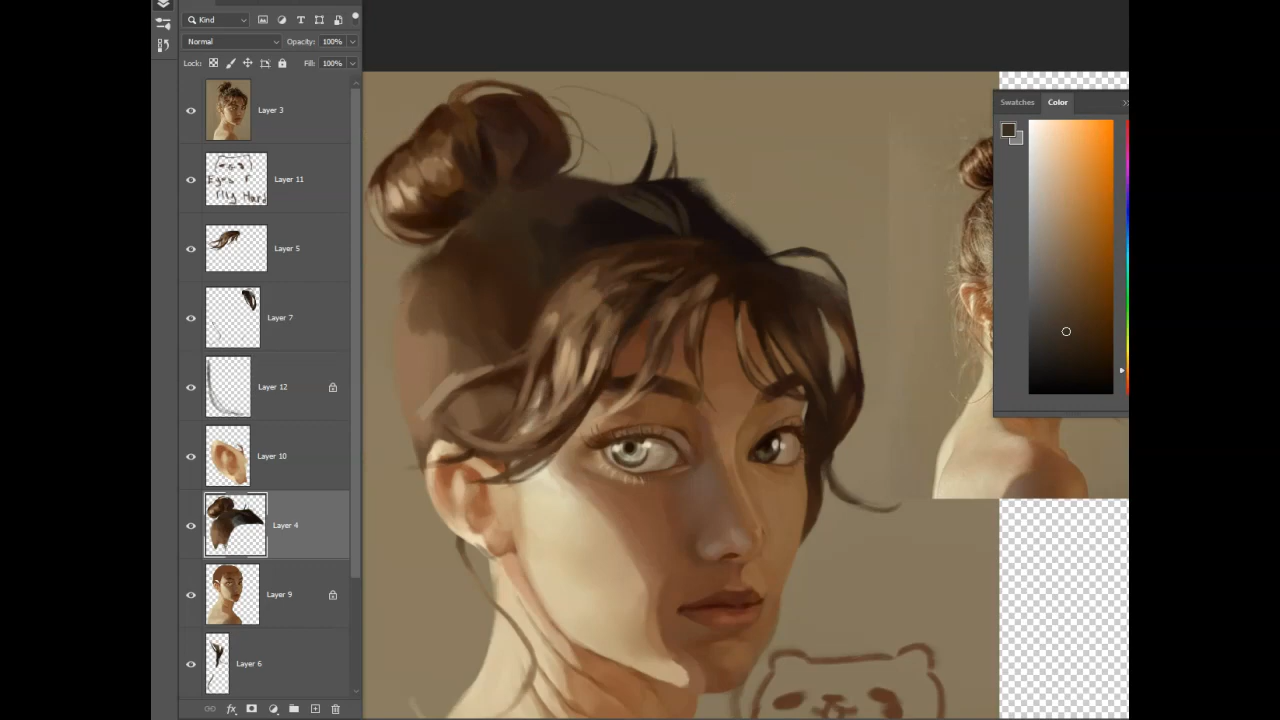 Kind
Normal
Opacity: 100%
Lock:
Fill: 100%
Layer 3
Layer 11
Layer 5
Layer 7
Layer 12
Layer 10
Layer 4
Layer 9
Layer 6
Swatches
Color